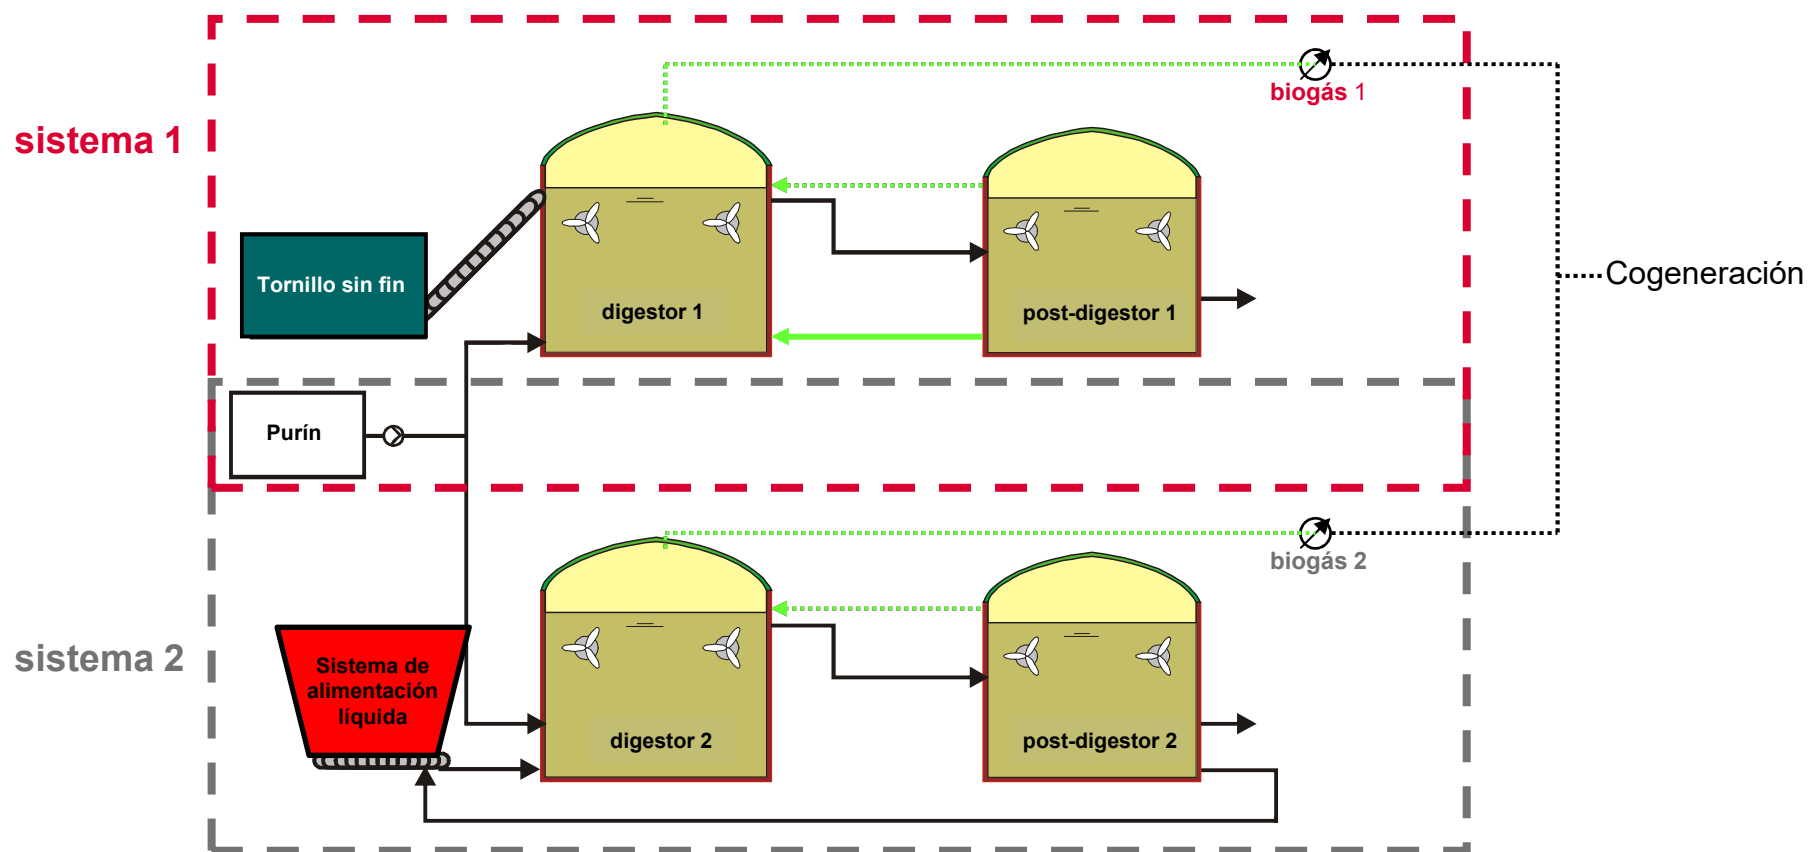 biogás 1
sistema 1
Tornillo sin fin
digestor 1
post-digestor 1
Cogeneración
Purín
biogás 2
sistema 2
Sistema de
alimentación
líquida
digestor 2
post-digestor 2